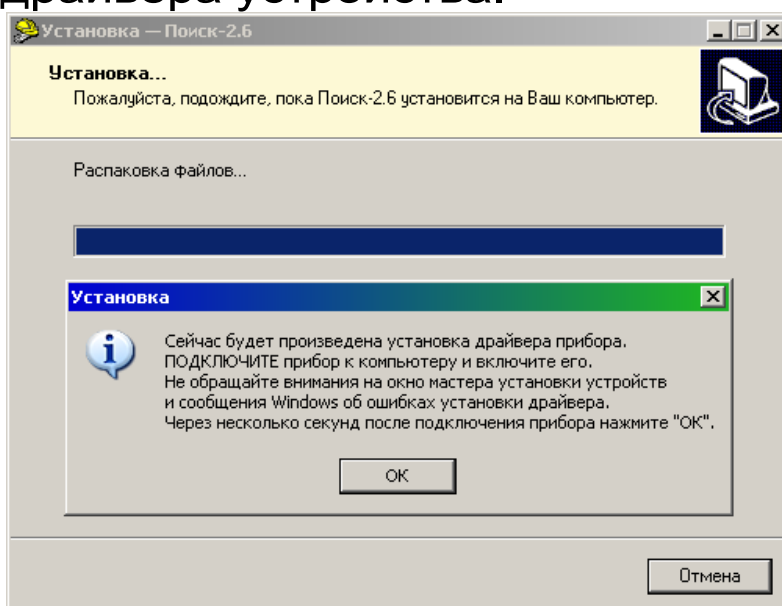 драйвера устройства.
Установка — Поиск-2.6
Установка...
Пожалуйста, подождите, пока Поиск-2.6 установится на Ваш компьютер.
Распаковка файлов...
Установка
Сейчас будет произведена установка драйвера прибора.
ПОДКЛЮЧИТЕ прибор к компьютеру и включите его.
Не обращайте внимания на окно мастера установки устройств
и сообщения Windows об ошибках установки драйвера.
Через несколько секунд после подключения прибора нажмите "ОК".
ОК
Отмена